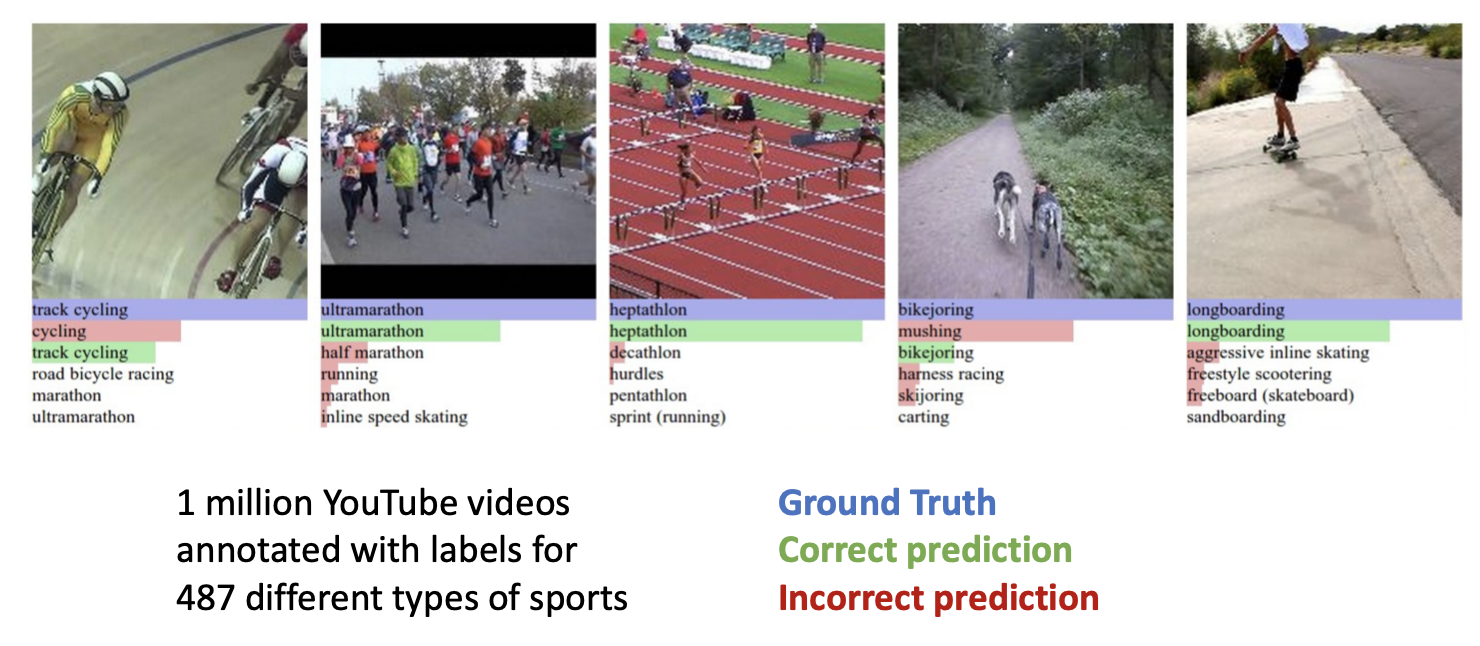 track cycling
cycling
track cycling
road bicycle racing
marathon
ultramarathon
ultramarathon
ultramarathon
half marathon
running
marathon
inline speed skating
heptathlon
heptathlon
decathlon
hurdles
pentathlon
sprint (running)
bikejoring
mushing
bikejoring
harness racing
skijoring
carting
longboarding
longboarding
aggressive inline skating
freestyle scootering
freeboard (skateboard)
sandboarding
1 million YouTube videos
annotated with labels for
487 different types of sports
Ground Truth
Correct prediction
Incorrect prediction